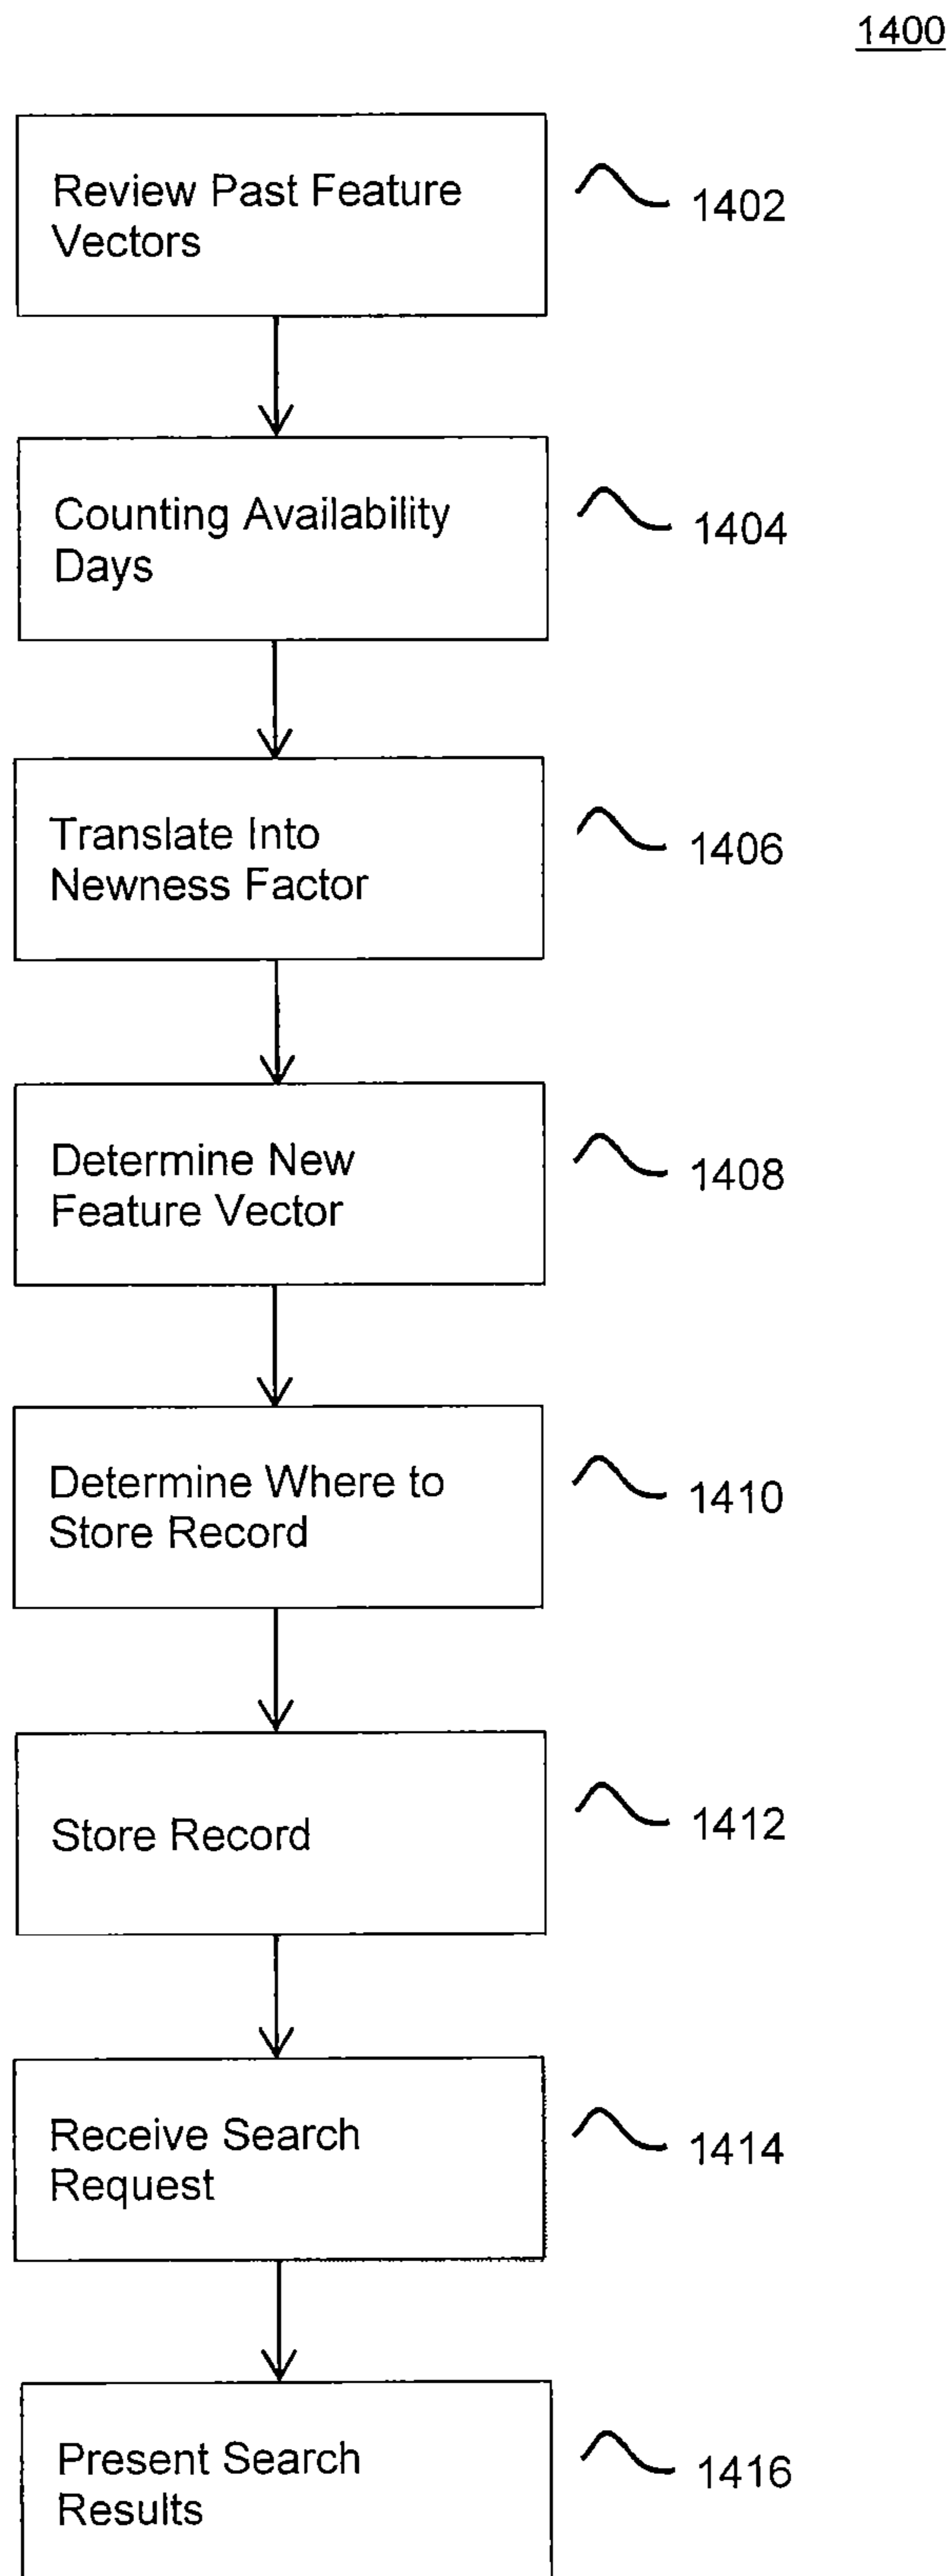 1400
Review Past Feature
Vectors
1402
Counting Availability
Days
1404
Translate Into
Newness Factor
1406
Determine New
Feature Vector
1408
Determine Where to
Store Record
1410
Store Record
1412
Receive Search
Request
1414
Present Search
Results
1416